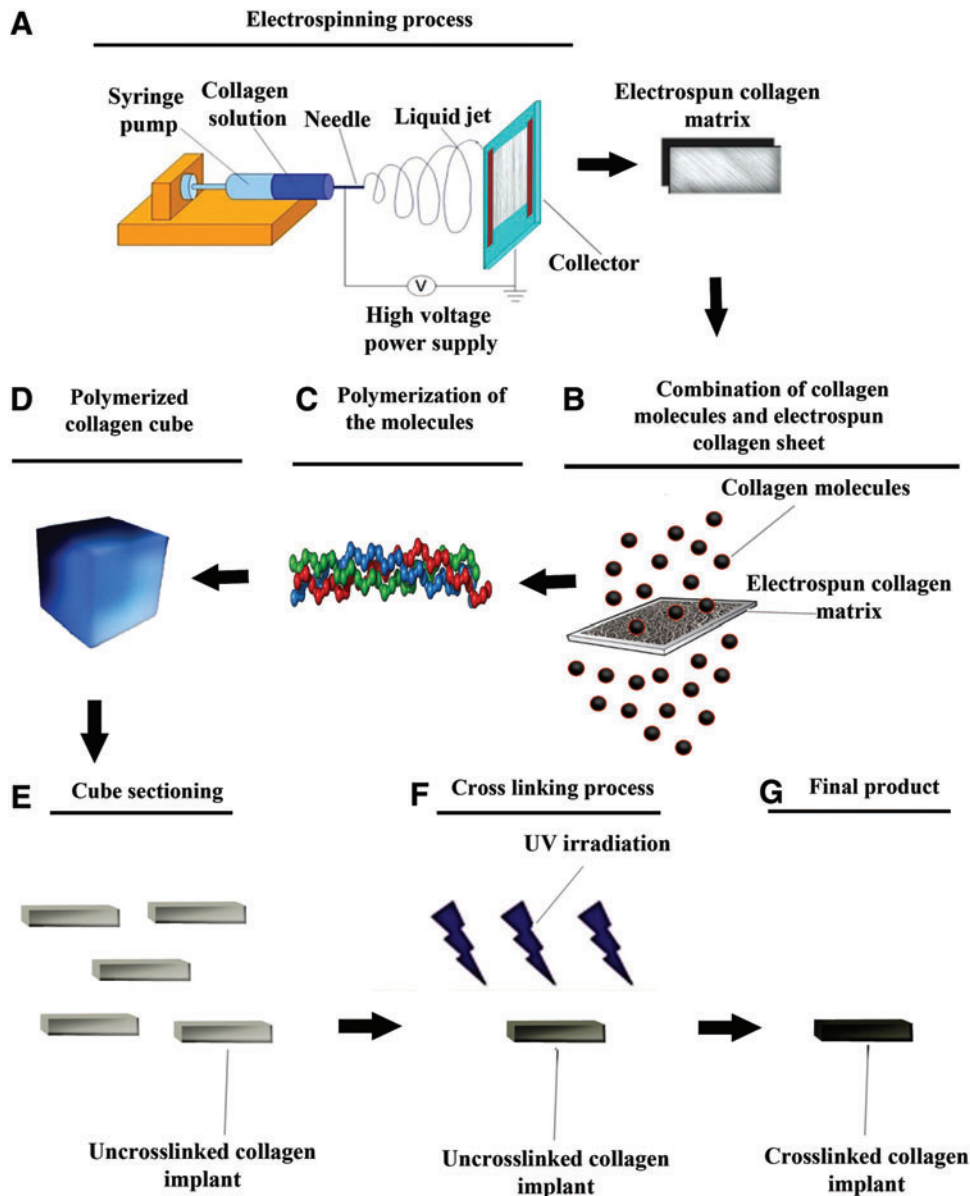 A
Electrospinning process
Syringe
pump
Collagen
solution
Needle
Liquid jet
Collector
V
High voltage
power supply
Electrospun collagen
matrix
D
Polymerized
collagen cube
C
Polymerization of
the molecules
B
Combination of collagen
molecules and electrospun
collagen sheet
Collagen molecules
Electrospun collagen
matrix
E
Cube sectioning
Uncrosslinked collagen
implant
F
Cross linking process
UV irradiation
Uncrosslinked collagen
implant
G
Final product
Crosslinked collagen
implant